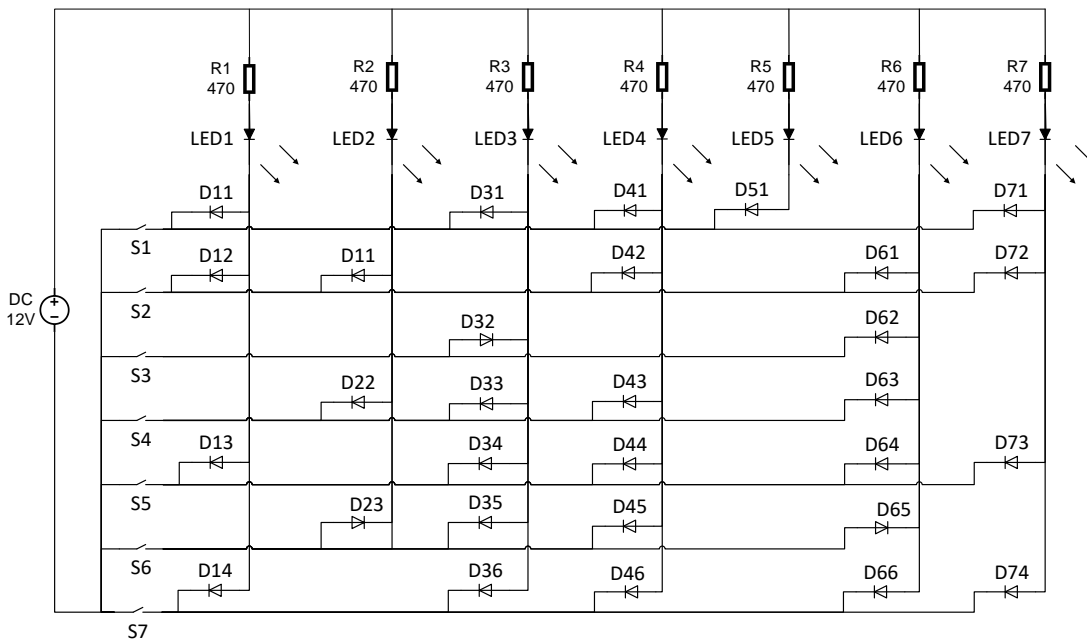 R1
470
R2
470
R3
470
R4
470
R5
470
R6
470
R7
470
LED1
LED2
LED3
LED4
LED5
LED6
LED7
D11
D31
D41
D51
D71
S1
D12
D11
D42
D61
D72
DC
12V
S2
D32
D62
S3
D22
D33
D43
D63
S4
D13
D34
D44
D64
D73
S5
D23
D35
D45
D65
S6
D14
D36
D46
D66
D74
S7